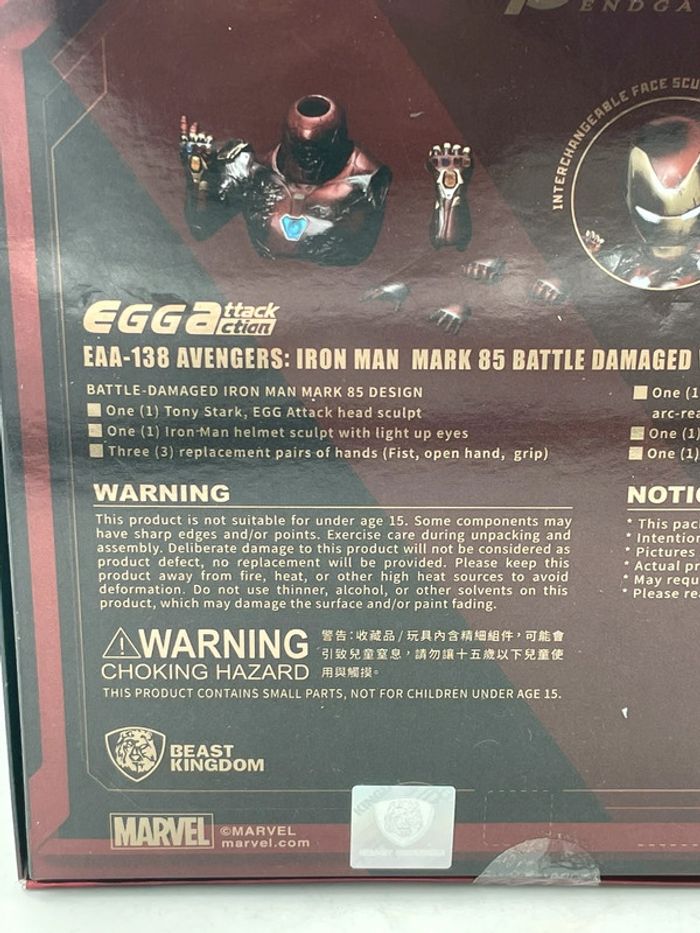 ENDGA
INTERCHANGEABLE FACE SCU
EGG Attack
Action
EAA-138 AVENGERS: IRON MAN MARK 85 BATTLE DAMAGED
BATTLE-DAMAGED IRON MAN MARK 85 DESIGN
One (1) Tony Stark, EGG Attack head sculpt
One (1) Iron-Man helmet sculpt with light up eyes
Three (3) replacement pairs of hands (Fist, open hand, grip)
One (1
arc-rea
One (1)
One (1)
WARNING
This product is not suitable for under age 15. Some components may
have sharp edges and/or points. Exercise care during unpacking and
assembly. Deliberate damage to this product will not be considered as
product defect, no replacement will be provided. Please keep this
product away from fire, heat, or other high heat sources to avoid
deformation. Do not use thinner, alcohol, or other solvents on this
product, which may damage the surface and/or paint fading.
NOTIC
* This pac
* Intention
* Pictures
* Actual pr
* May requ
* Please re
WARNING
CHOKING HAZARD
警告：收藏品/玩具內含精細組件，可能會
引致兒童窒息，請勿讓十五歲以下兒童使
用與觸摸。
THIS PRODUCT CONTAINS SMALL PARTS, NOT FOR CHILDREN UNDER AGE 15.
BEAST
KINGDOM
MARVEL
©MARVEL
marvel.com